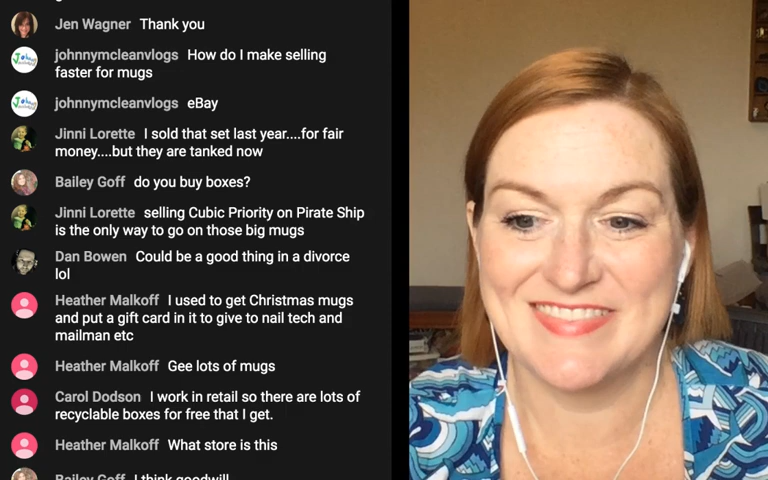 Jen Wagner Thank you
johnnymcleanvlogs How do I make selling
faster for mugs
johnnymcleanvlogs eBay
Jinni Lorette I sold that set last year....for fair
money....but they are tanked now
Bailey Goff do you buy boxes?
Jinni Lorette selling Cubic Priority on Pirate Ship
is the only way to go on those big mugs
Dan Bowen Could be a good thing in a divorce
lol
Heather Malkoff I used to get Christmas mugs
and put a gift card in it to give to nail tech and
mailman etc
Heather Malkoff Gee lots of mugs
Carol Dodson I work in retail so there are lots of
recyclable boxes for free that I get.
Heather Malkoff What store is this
Bailey Goff I think goodwill